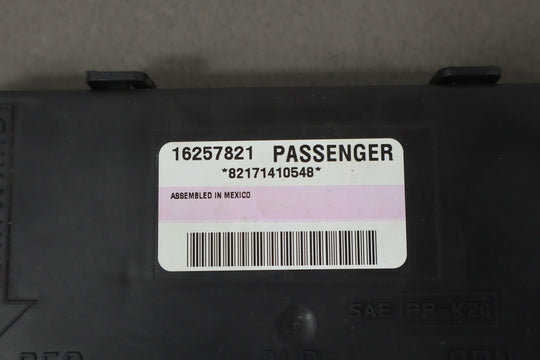 16257821 PASSENGER
*82171410548*
ASSEMBLED IN MEXICO
SAE PP-K20